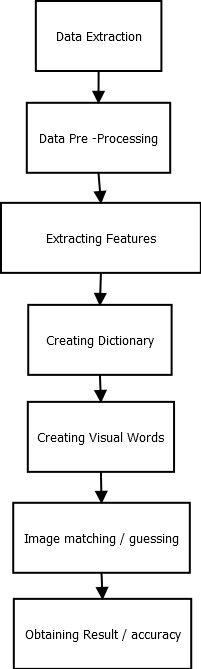 Data Extraction
Data Pre -Processing
Extracting Features
Creating Dictionary
Creating Visual Words
Image matching / guessing
Obtaining Result / accuracy